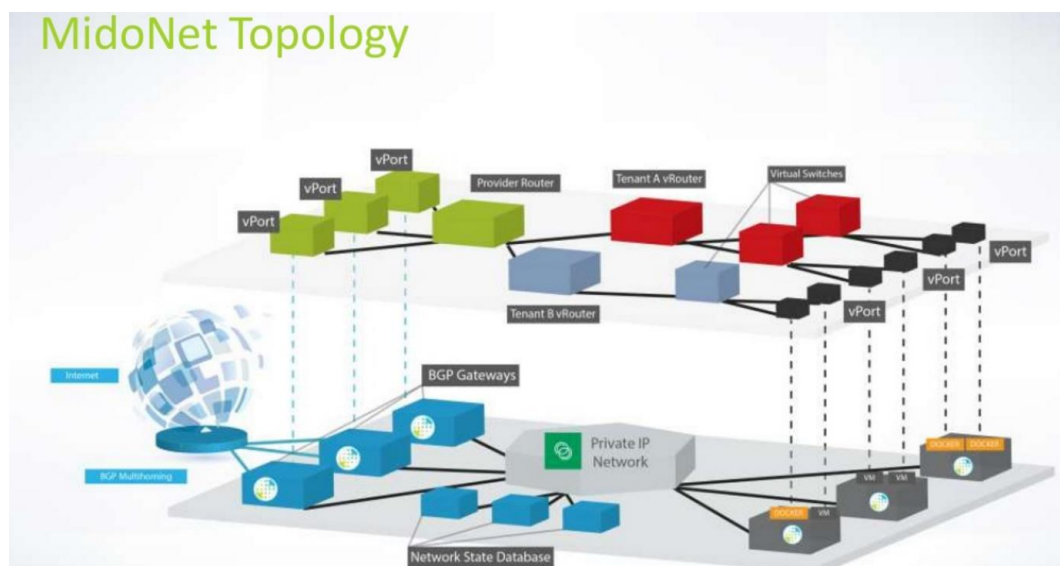 MidoNet Topology
vPort
vPort
vPort
Provider Router
Tenant A vRouter
Virtual Switches
vPort
vPort
vPort
Tenant B vRouter
Internet
BGP Gateways
Private IP
Network
BGP Multihoming
DOCKER
DOCKER
VM
VM
DOCKER
VM
Network State Database